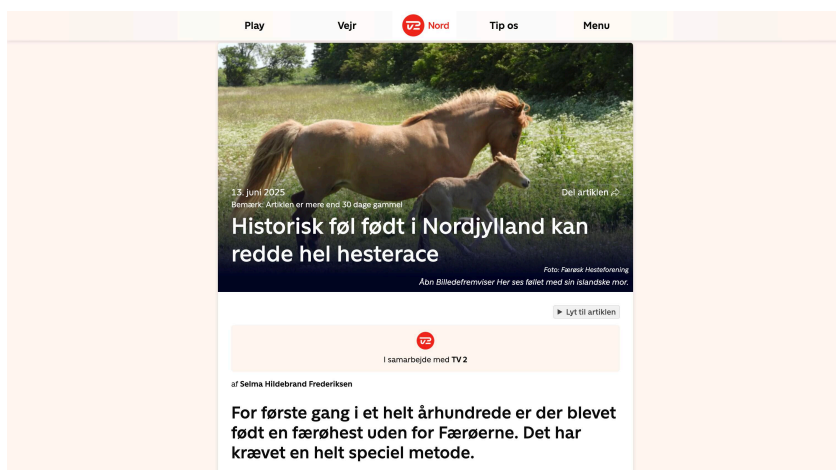 Play Vejr TV2 Nord Tip os Menu
13. juni 2025 Del artiklen
Bemærk: Artiklen er mere end 30 dage gammel
Historisk føl født i Nordjylland kan
redde hel hesterace
Foto: Færøsk Hesteforening
Åbn Billedefremviser Her ses føllet med sin islandske mor.
Lyt til artiklen
TV2
I samarbejde med TV 2
af Selma Hildebrand Frederiksen
For første gang i et helt århundrede er der blevet
født en færøhest uden for Færøerne. Det har
krævet en helt speciel metode.